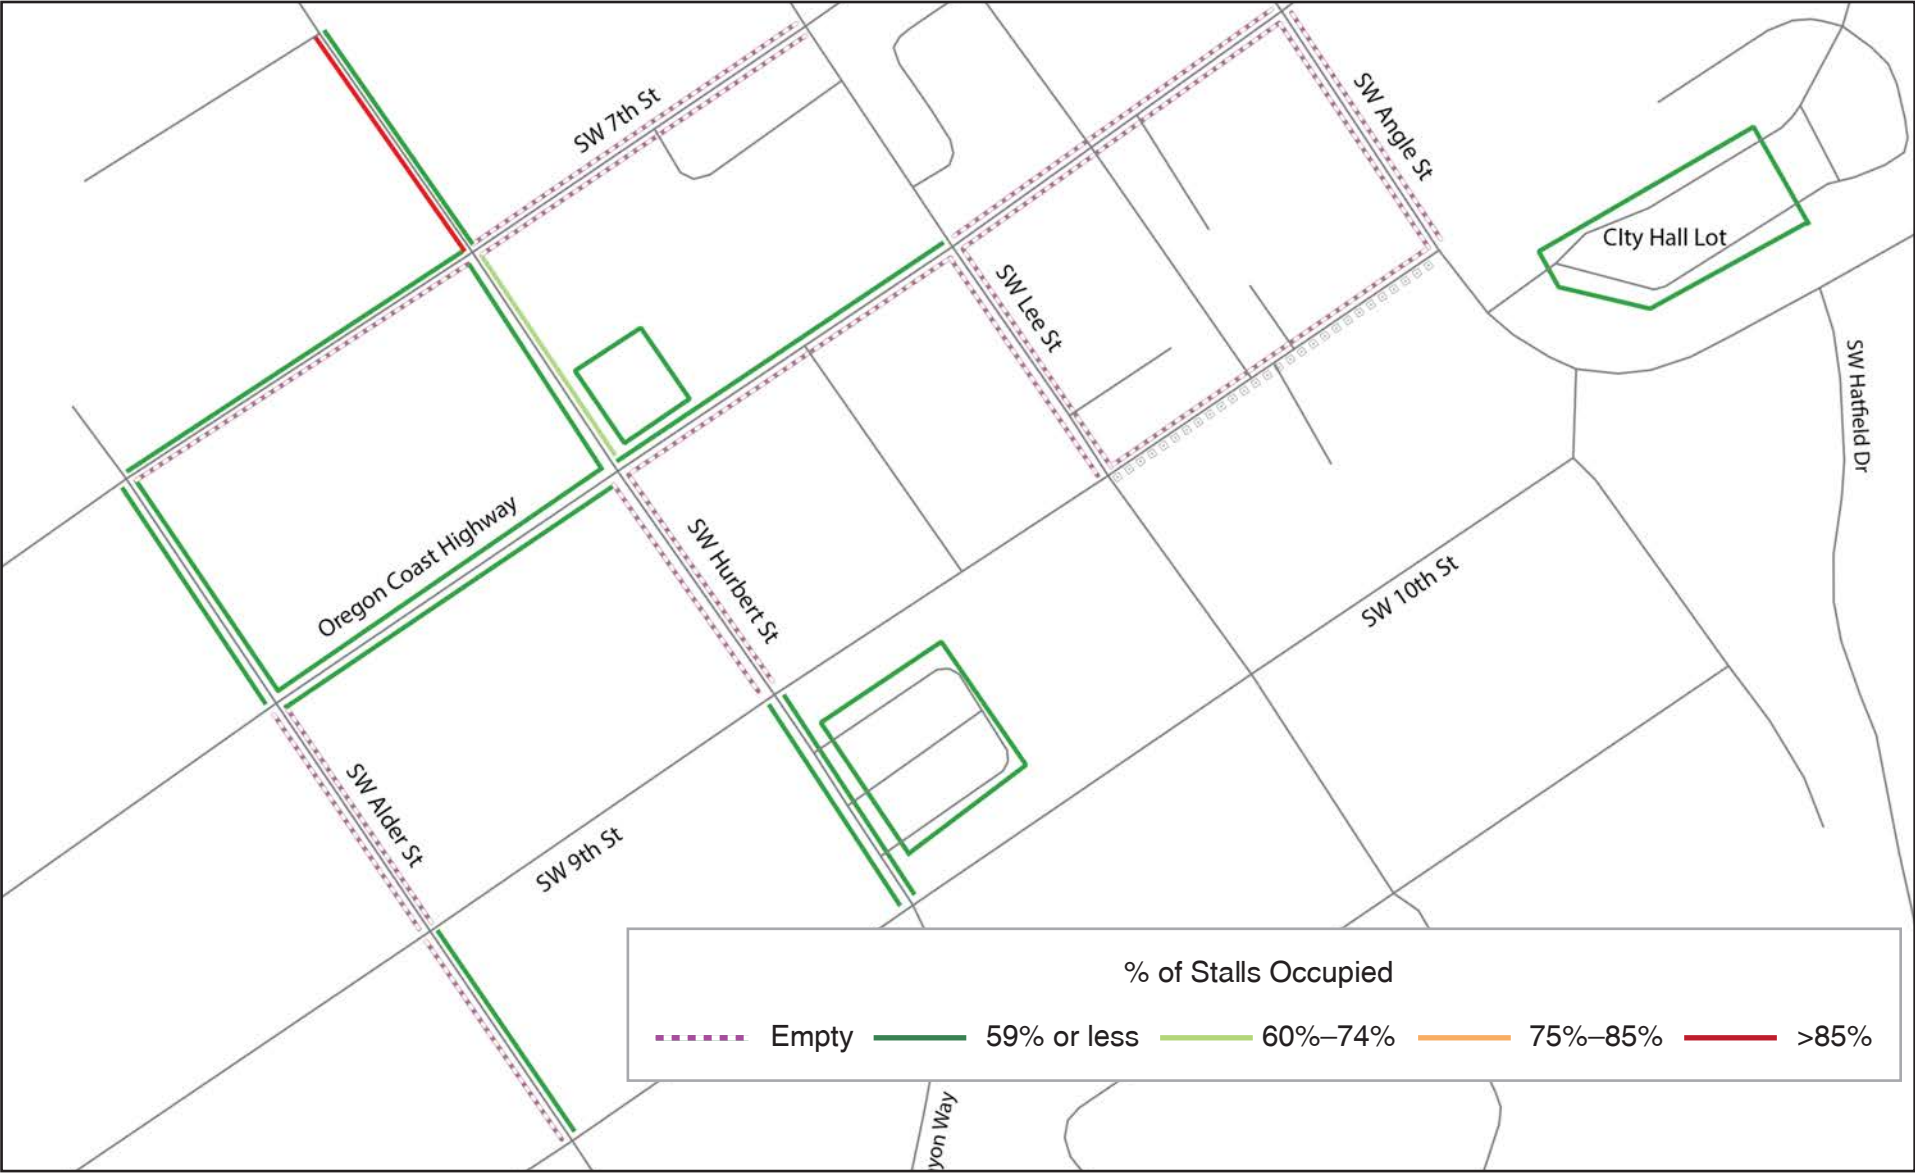 SW 7th St
SW Angle St
CIty Hall Lot
SW Lee St
SW Hatfield Dr
Oregon Coast Highway
SW Hurbert St
SW 10th St
SW Alder St
SW 9th St
% of Stalls Occupied
Empty 59% or less 60%–74% 75%–85% >85%
yon Way